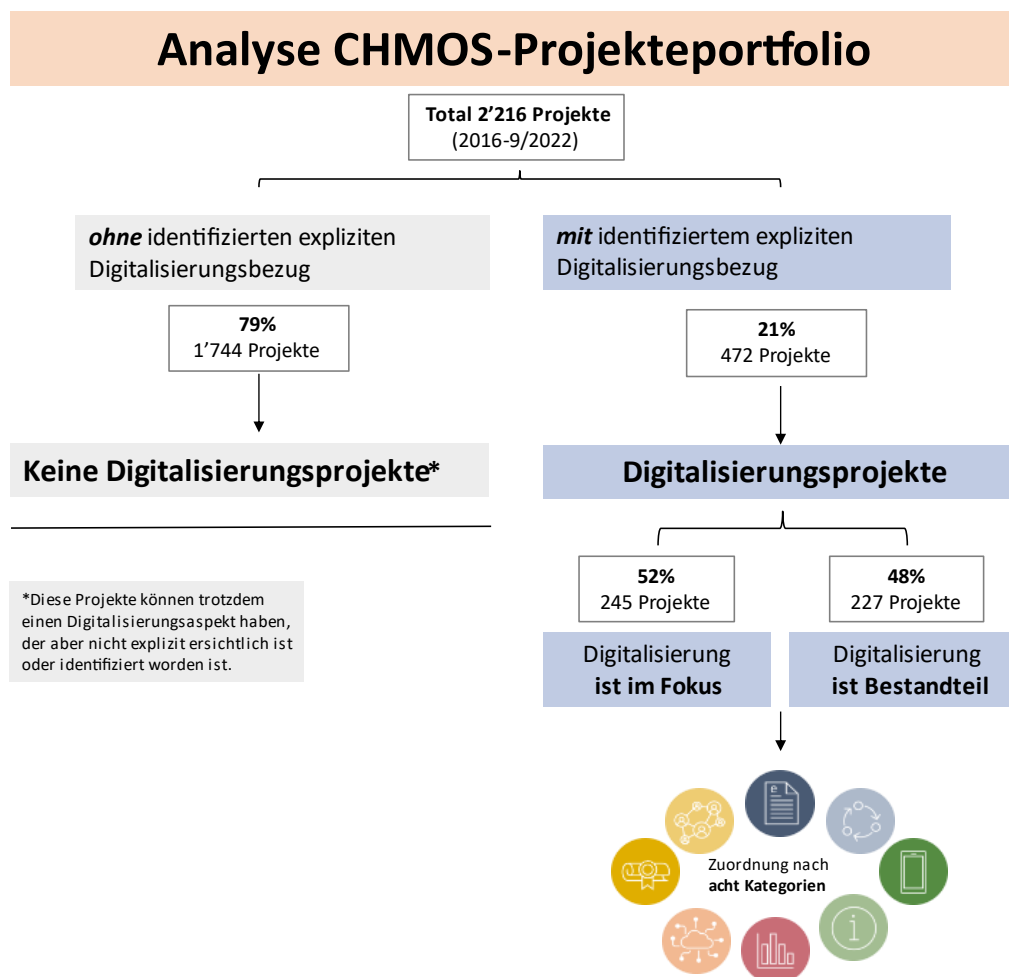 Analyse CHMOS-Projekteportfolio
Total 2’216 Projekte
(2016-9/2022)
ohne identifizierten expliziten
Digitalisierungsbezug
mit identifiziertem expliziten
Digitalisierungsbezug
79%
1’744 Projekte
21%
472 Projekte
Keine Digitalisierungsprojekte*
Digitalisierungsprojekte
*Diese Projekte können trotzdem
einen Digitalisierungsaspekt haben,
der aber nicht explizit ersichtlich ist
oder identifiziert worden ist.
52%
245 Projekte
48%
227 Projekte
Digitalisierung
ist im Fokus
Digitalisierung
ist Bestandteil
e
Zuordnung nach
acht Kategorien
i